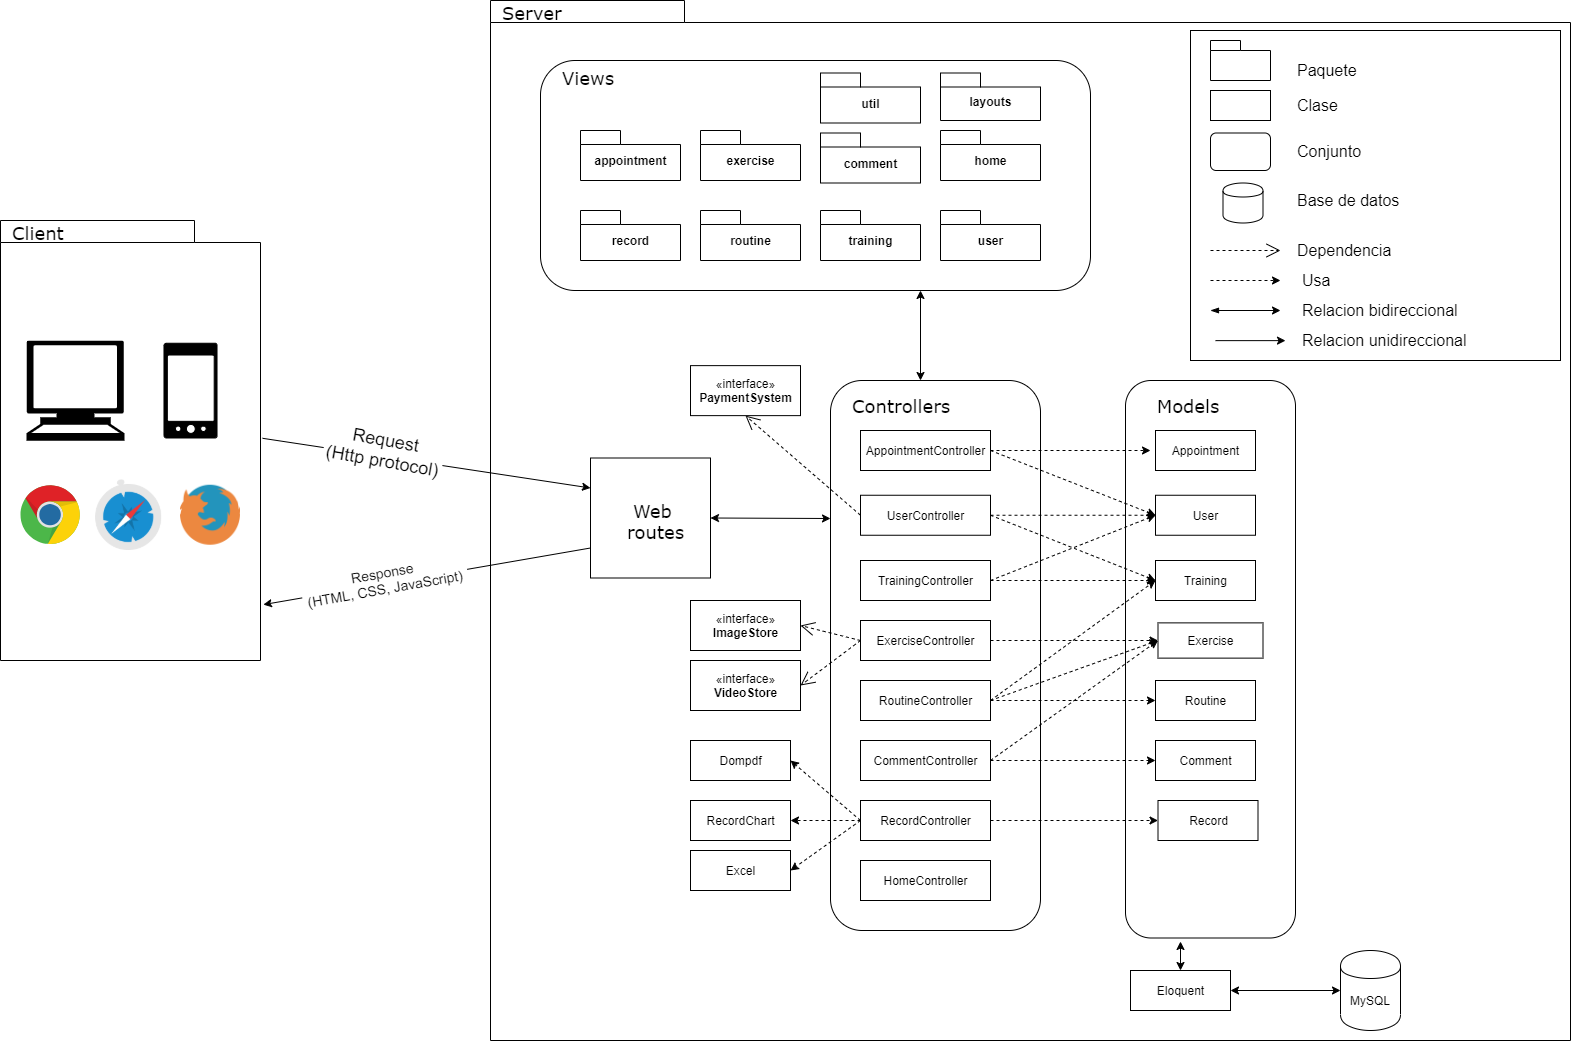 Server
Views
util
layouts
appointment
exercise
comment
home
record
routine
training
user
Paquete
Clase
Conjunto
Base de datos
Dependencia
Usa
Relacion bidireccional
Relacion unidireccional
Client
Request
(Http protocol)
Response
(HTML, CSS, JavaScript)
Web
routes
«interface»
PaymentSystem
«interface»
ImageStore
«interface»
VideoStore
Dompdf
RecordChart
Excel
Controllers
AppointmentController
UserController
TrainingController
ExerciseController
RoutineController
CommentController
RecordController
HomeController
Models
Appointment
User
Training
Exercise
Routine
Comment
Record
Eloquent
MySQL